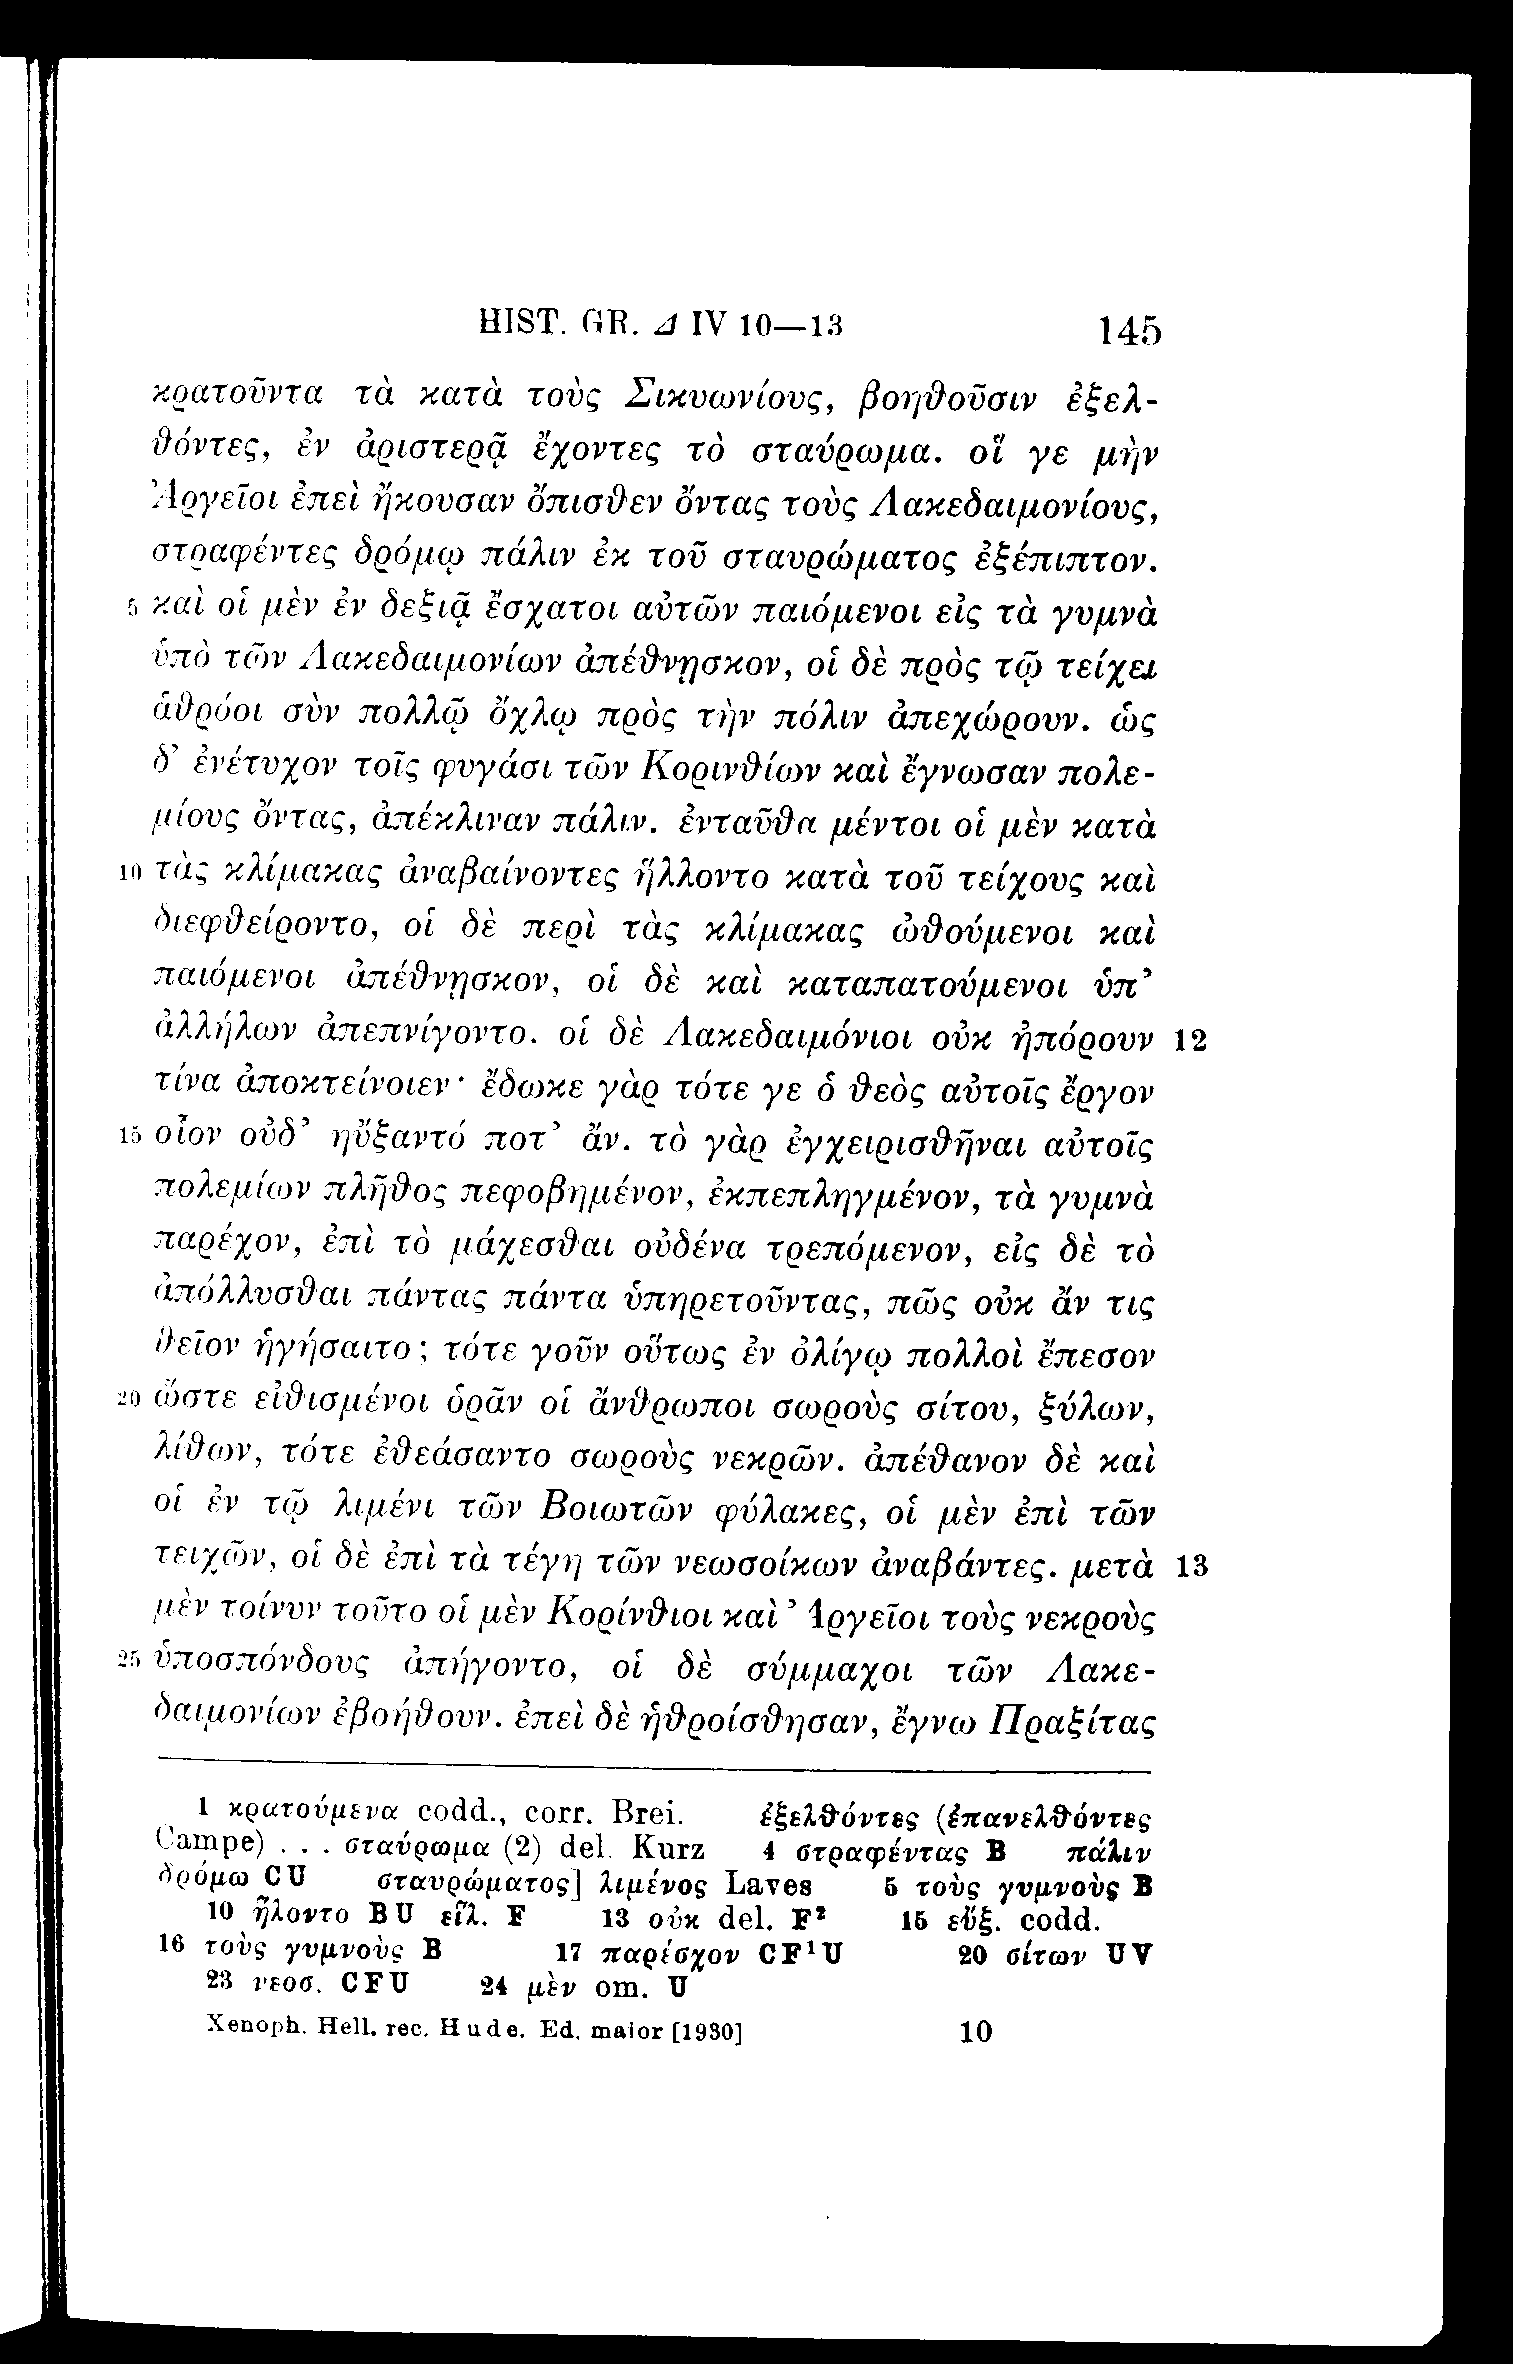 HIST. GR. Δ IV 10—13 145
κρατοῦντα τὰ κατὰ τοὺς Σικυωνίους, βοηθοῦσιν ἐξελ-
θόντες, ἐν ἀριστερᾷ ἔχοντες τὸ σταύρωμα. οἵ γε μὴν
Ἀργεῖοι ἐπεὶ ἤκουσαν ὄπισθεν ὄντας τοὺς Λακεδαιμονίους,
στραφέντες δρόμῳ πάλιν ἐκ τοῦ σταυρώματος ἐξέπιπτον.
5 καὶ οἱ μὲν ἐν δεξιᾷ ἔσχατοι αὐτῶν παιόμενοι εἰς τὰ γυμνὰ
ὑπὸ τῶν Λακεδαιμονίων ἀπέθνῃσκον, οἱ δὲ πρὸς τῷ τείχει
ἁθρόοι σὺν πολλῷ ὄχλῳ πρὸς τὴν πόλιν ἀπεχώρουν. ὡς
δ’ ἐνέτυχον τοῖς φυγάσι τῶν Κορινθίων καὶ ἔγνωσαν πολε-
μίους ὄντας, ἀπέκλιναν πάλιν. ἐνταῦθα μέντοι οἱ μὲν κατὰ
10 τὰς κλίμακας ἀναβαίνοντες ἥλλοντο κατὰ τοῦ τείχους καὶ
διεφθείροντο, οἱ δὲ περὶ τὰς κλίμακας ὠθούμενοι καὶ
παιόμενοι ἀπέθνῃσκον, οἱ δὲ καὶ καταπατούμενοι ὑπ’
ἀλλήλων ἀπεπνίγοντο. οἱ δὲ Λακεδαιμόνιοι οὐκ ἠπόρουν 12
τίνα ἀποκτείνοιεν· ἔδωκε γὰρ τότε γε ὁ θεὸς αὐτοῖς ἔργον
15 οἷον οὐδ’ ηὔξαντό ποτ’ ἄν. τὸ γὰρ ἐγχειρισθῆναι αὐτοῖς
πολεμίων πλῆθος πεφοβημένον, ἐκπεπληγμένον, τὰ γυμνὰ
παρέχον, ἐπὶ τὸ μάχεσθαι οὐδένα τρεπόμενον, εἰς δὲ τὸ
ἀπόλλυσθαι πάντας πάντα ὑπηρετοῦντας, πῶς οὐκ ἄν τις
θεῖον ἡγήσαιτο; τότε γοῦν οὕτως ἐν ὀλίγῳ πολλοὶ ἔπεσον
20 ὥστε εἰθισμένοι ὁρᾶν οἱ ἄνθρωποι σωροὺς σίτου, ξύλων,
λίθων, τότε ἐθεάσαντο σωροὺς νεκρῶν. ἀπέθανον δὲ καὶ
οἱ ἐν τῷ λιμένι τῶν Βοιωτῶν φύλακες, οἱ μὲν ἐπὶ τῶν
τειχῶν, οἱ δὲ ἐπὶ τὰ τέγη τῶν νεωσοίκων ἀναβάντες. μετὰ 13
μὲν τοίνυν τοῦτο οἱ μὲν Κορίνθιοι καὶ Ἀργεῖοι τοὺς νεκροὺς
25 ὑποσπόνδους ἀπήγοντο, οἱ δὲ σύμμαχοι τῶν Λακε-
δαιμονίων ἐβοήθουν. ἐπεὶ δὲ ἡθροίσθησαν, ἔγνω Πραξίτας
1 κρατούμενα codd., corr. Brei. ἐξελθόντες (ἐπανελθόντες
Campe) . . . σταύρωμα (2) del. Kurz 4 στραφέντας B πάλιν
δρόμω CU σταυρώματος] λιμένος Laves 5 τοὺς γυμνοὺς B
10 ἥλοντο BU εἵλ. F 13 οὐκ del. F² 15 εὔξ. codd.
16 τοὺς γυμνοὺς B 17 παρέσχον CF¹U 20 σίτων UV
23 νεοσ. CFU 24 μὲν om. U
Xenoph. Hell. rec. Hude. Ed. maior [1930] 10